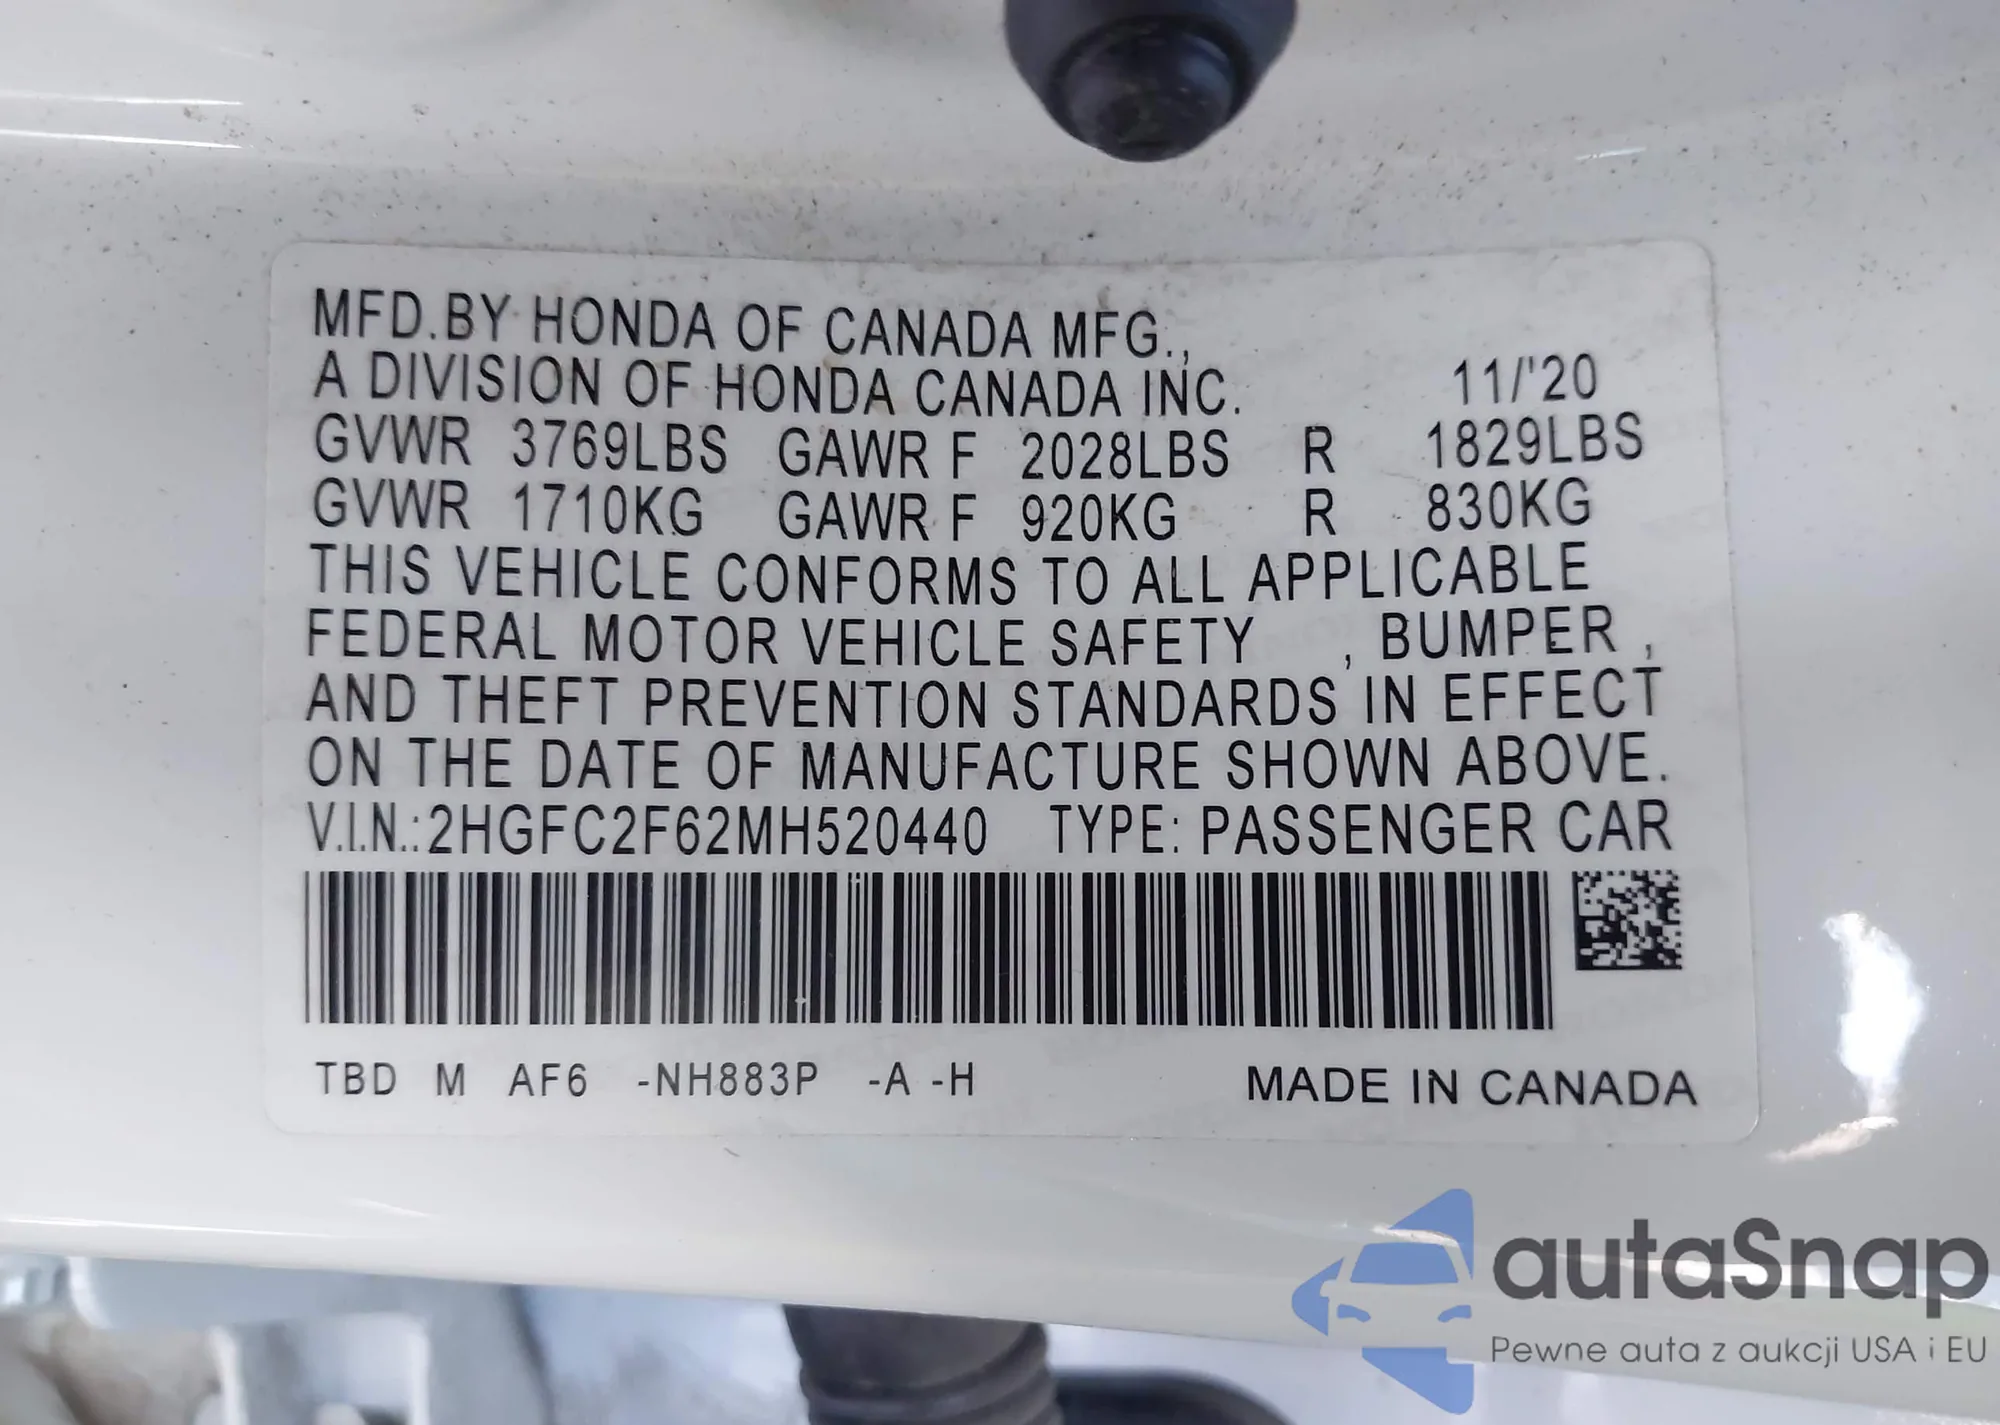 MFD.BY HONDA OF CANADA MFG.,
A DIVISION OF HONDA CANADA INC. 11/'20
GVWR 3769LBS GAWR F 2028LBS R 1829LBS
GVWR 1710KG GAWR F 920KG R 830KG
THIS VEHICLE CONFORMS TO ALL APPLICABLE
FEDERAL MOTOR VEHICLE SAFETY , BUMPER ,
AND THEFT PREVENTION STANDARDS IN EFFECT
ON THE DATE OF MANUFACTURE SHOWN ABOVE.
V.I.N.:2HGFC2F62MH520440 TYPE: PASSENGER CAR
TBD M AF6 -NH883P -A -H MADE IN CANADA
autaSnap
Pewne auta z aukcji USA i EU